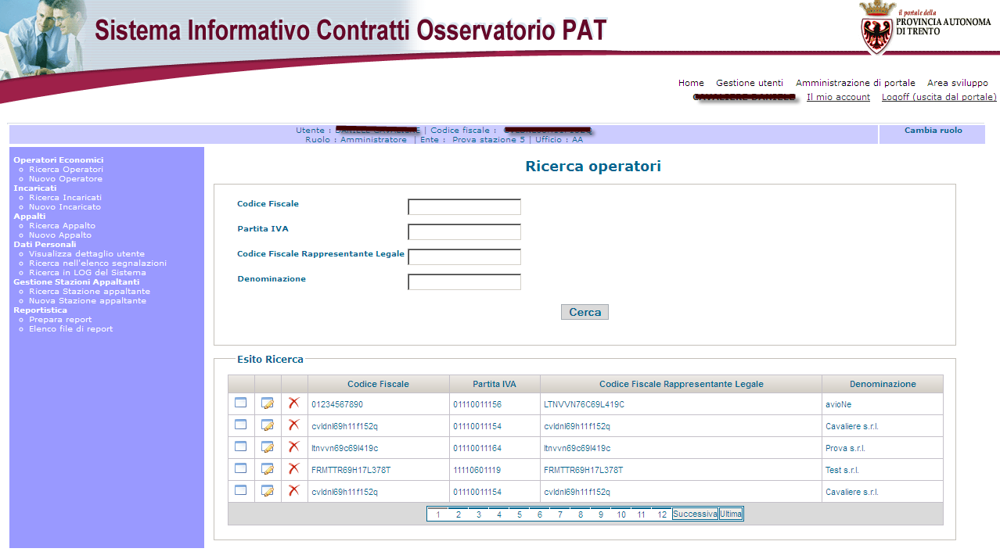 Sistema Informativo Contratti Osservatorio PAT
il portale della
PROVINCIA AUTONOMA
DI TRENTO
Home Gestione utenti Amministrazione di portale Area sviluppo
Il mio account Logoff (uscita dal portale)
Utente : | Codice fiscale :
Ruolo : Amministratore | Ente : Prova stazione 5 | Ufficio : AA
Cambia ruolo
Operatori Economici
Ricerca Operatori
Nuovo Operatore
Incaricati
Ricerca Incaricati
Nuovo Incaricato
Appalti
Ricerca Appalto
Nuovo Appalto
Dati Personali
Visualizza dettaglio utente
Ricerca nell'elenco segnalazioni
Ricerca in LOG del Sistema
Gestione Stazioni Appaltanti
Ricerca Stazione appaltante
Nuova Stazione appaltante
Reportistica
Prepara report
Elenco file di report
Ricerca operatori
Codice Fiscale
Partita IVA
Codice Fiscale Rappresentante Legale
Denominazione
Cerca
Esito Ricerca
Codice Fiscale Partita IVA Codice Fiscale Rappresentante Legale Denominazione
01234567890 01110011156 LTNVVN76C69L419C avioNe
cvldnl69h11f152q 01110011154 cvldnl69h11f152q Cavaliere s.r.l.
ltnvvn69c69l419c 01110011164 ltnvvn69c69l419c Prova s.r.l.
FRMTTR69H17L378T 11110601119 FRMTTR69H17L378T Test s.r.l.
cvldnl69h11f152q 01110011154 cvldnl69h11f152q Cavaliere s.r.l.
1 2 3 4 5 6 7 8 9 10 11 12 Successiva Ultima